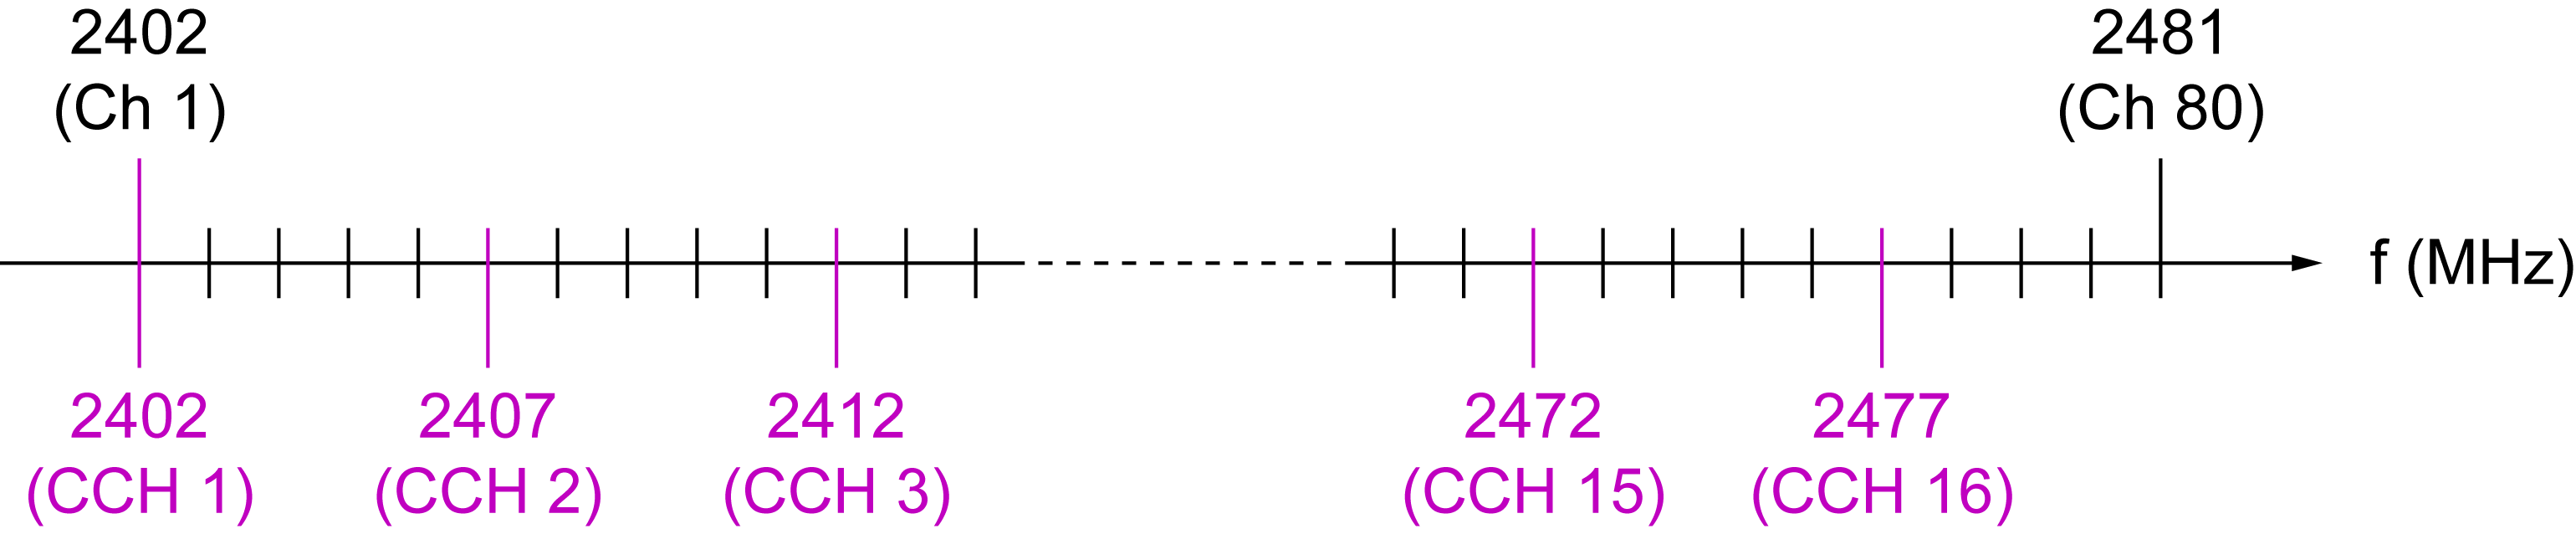 2402
(Ch 1)
2481
(Ch 80)
f (MHz)
2402
(CCH 1)
2407
(CCH 2)
2412
(CCH 3)
2472
(CCH 15)
2477
(CCH 16)